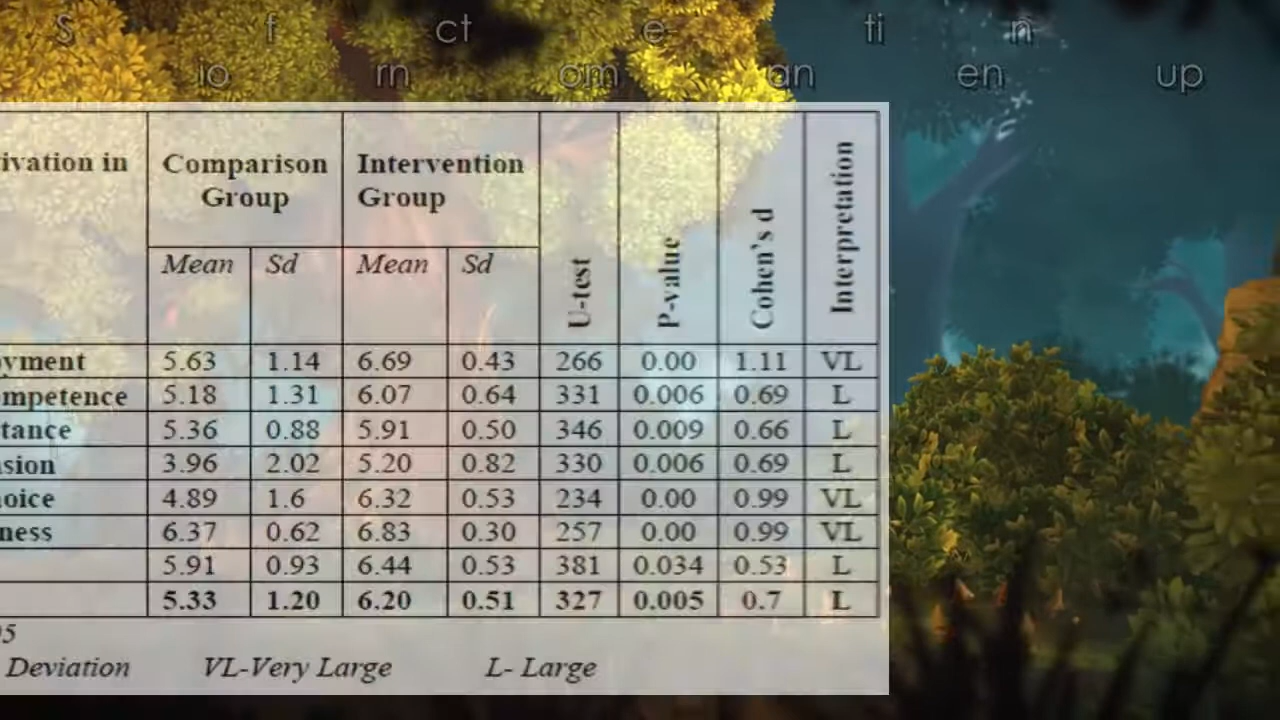 S f ct e- ti n
io rn om an en up
ivation in Comparison Group Intervention Group U-test P-value Cohen's d Interpretation
Mean Sd Mean Sd
yment 5.63 1.14 6.69 0.43 266 0.00 1.11 VL
ompetence 5.18 1.31 6.07 0.64 331 0.006 0.69 L
tance 5.36 0.88 5.91 0.50 346 0.009 0.66 L
nsion 3.96 2.02 5.20 0.82 330 0.006 0.69 L
hoice 4.89 1.6 6.32 0.53 234 0.00 0.99 VL
ness 6.37 0.62 6.83 0.30 257 0.00 0.99 VL
5.91 0.93 6.44 0.53 381 0.034 0.53 L
5.33 1.20 6.20 0.51 327 0.005 0.7 L
05
Deviation VL-Very Large L- Large